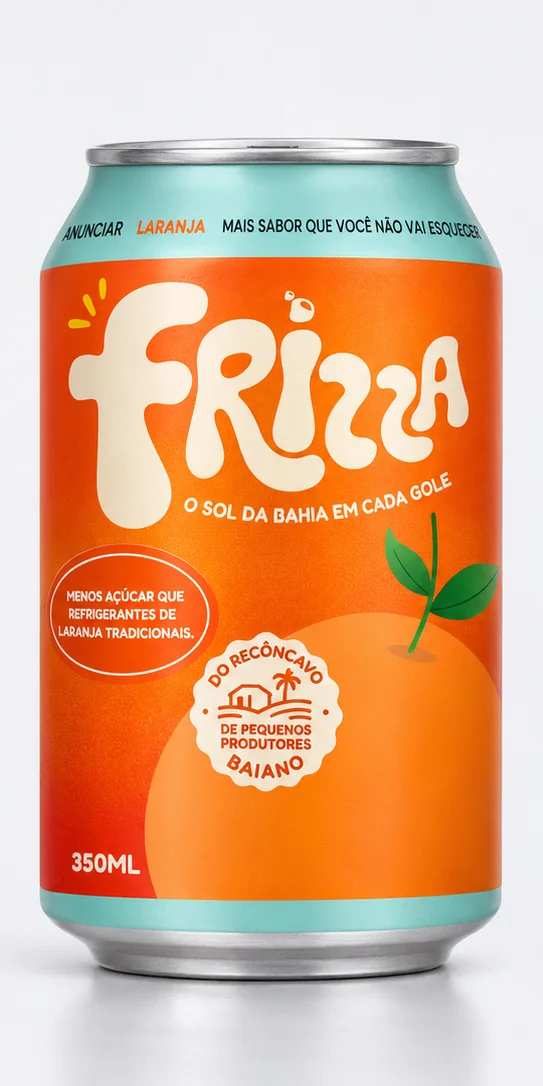 ANUNCIAR LARANJA MAIS SABOR QUE VOCÊ NÃO VAI ESQUECER
FRIZZA
O SOL DA BAHIA EM CADA GOLE
MENOS AÇÚCAR QUE
REFRIGERANTES DE
LARANJA TRADICIONAIS.
DO RECÔNCAVO
DE PEQUENOS
PRODUTORES
BAIANO
350ML